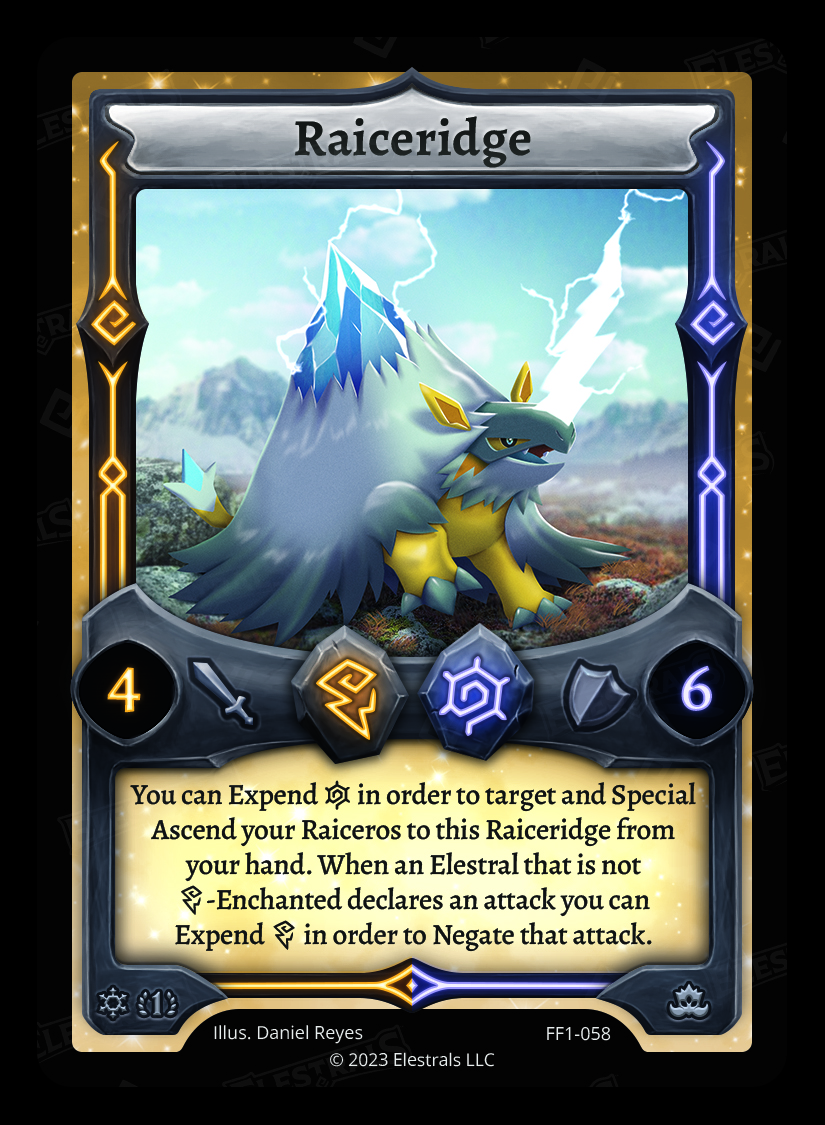 Raiceridge
4
6
You can Expend in order to target and Special
Ascend your Raiceros to this Raiceridge from
your hand. When an Elestral that is not
-Enchanted declares an attack you can
Expend in order to Negate that attack.
1
Illus. Daniel Reyes
FF1-058
© 2023 Elestrals LLC